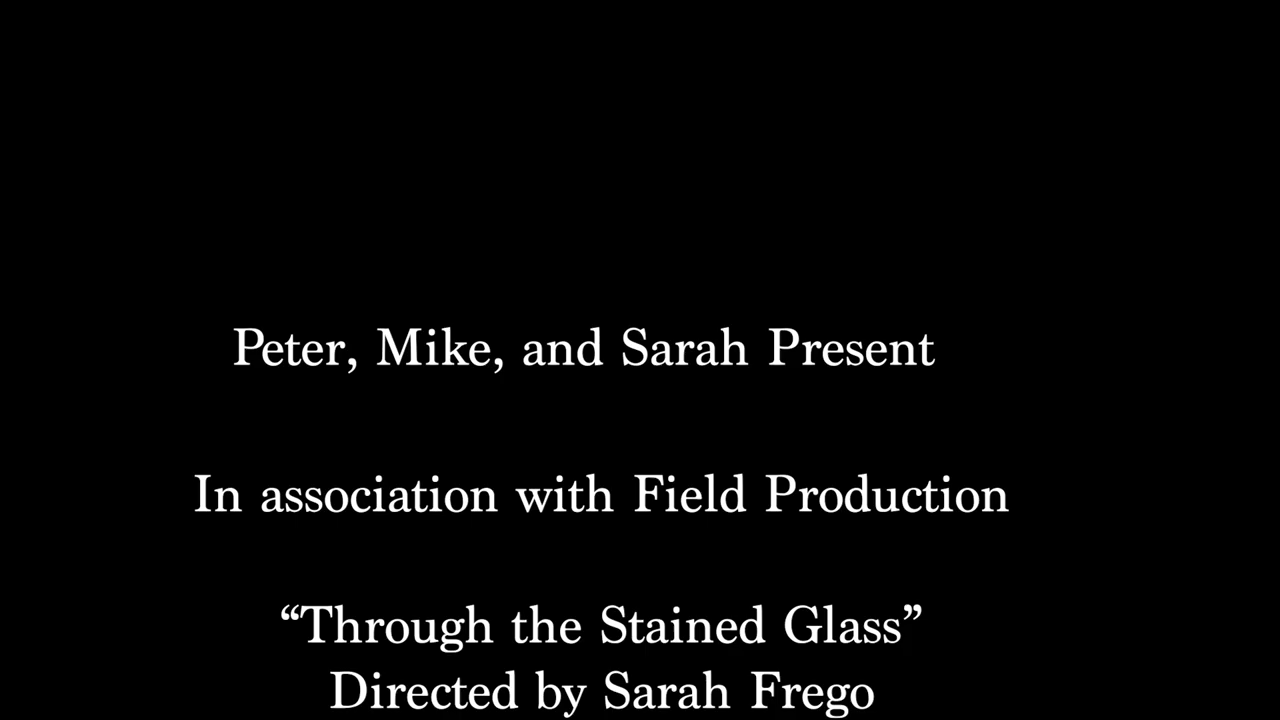 Peter, Mike, and Sarah Present
In association with Field Production
“Through the Stained Glass”
Directed by Sarah Frego